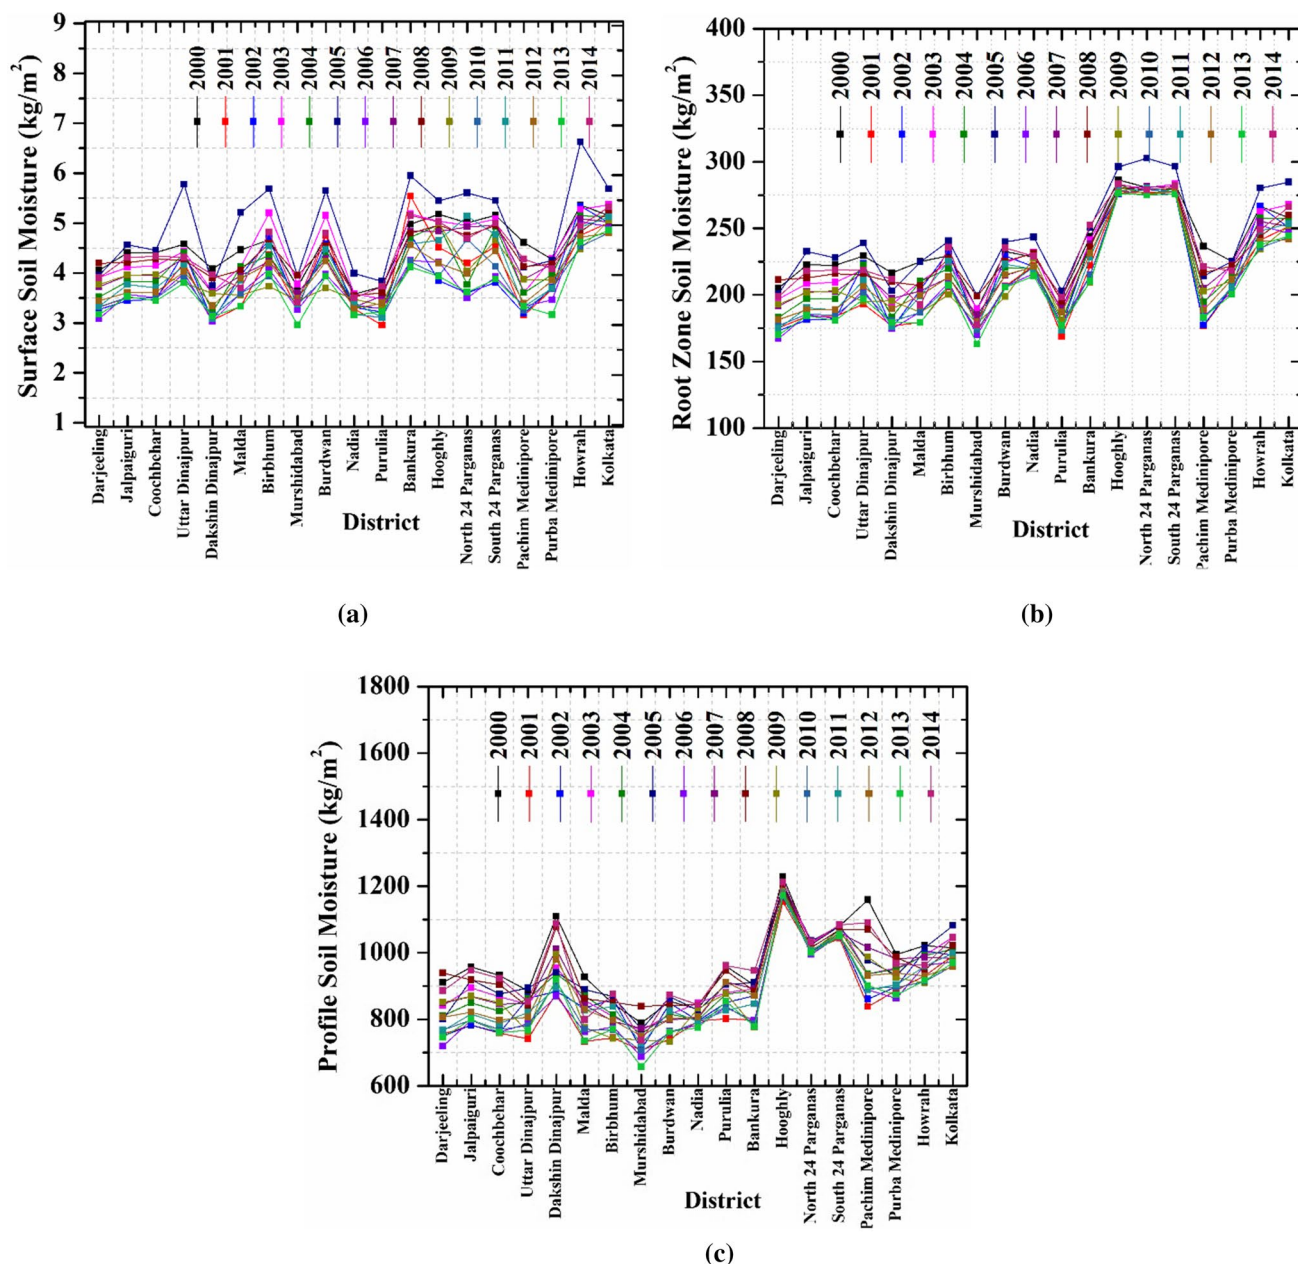 9
8
7
6
5
4
3
2
1
Surface Soil Moisture (kg/m²)
2000
2001
2002
2003
2004
2005
2006
2007
2008
2009
2010
2011
2012
2013
2014
Darjeeling
Jalpaiguri
Coochbehar
Uttar Dinajpur
Dakshin Dinajpur
Malda
Birbhum
Murshidabad
Burdwan
Nadia
Purulia
Bankura
Hooghly
North 24 Parganas
South 24 Parganas
Pachim Medinipore
Purba Medinipore
Howrah
Kolkata
District
(a)
400
350
300
250
200
150
100
Root Zone Soil Moisture (kg/m²)
2000
2001
2002
2003
2004
2005
2006
2007
2008
2009
2010
2011
2012
2013
2014
Darjeeling
Jalpaiguri
Coochbehar
Uttar Dinajpur
Dakshin Dinajpur
Malda
Birbhum
Murshidabad
Burdwan
Nadia
Purulia
Bankura
Hooghly
North 24 Parganas
South 24 Parganas
Pachim Medinipore
Purba Medinipore
Howrah
Kolkata
District
(b)
1800
1600
1400
1200
1000
800
600
Profile Soil Moisture (kg/m²)
2000
2001
2002
2003
2004
2005
2006
2007
2008
2009
2010
2011
2012
2013
2014
Darjeeling
Jalpaiguri
Coochbehar
Uttar Dinajpur
Dakshin Dinajpur
Malda
Birbhum
Murshidabad
Burdwan
Nadia
Purulia
Bankura
Hooghly
North 24 Parganas
South 24 Parganas
Pachim Medinipore
Purba Medinipore
Howrah
Kolkata
District
(c)